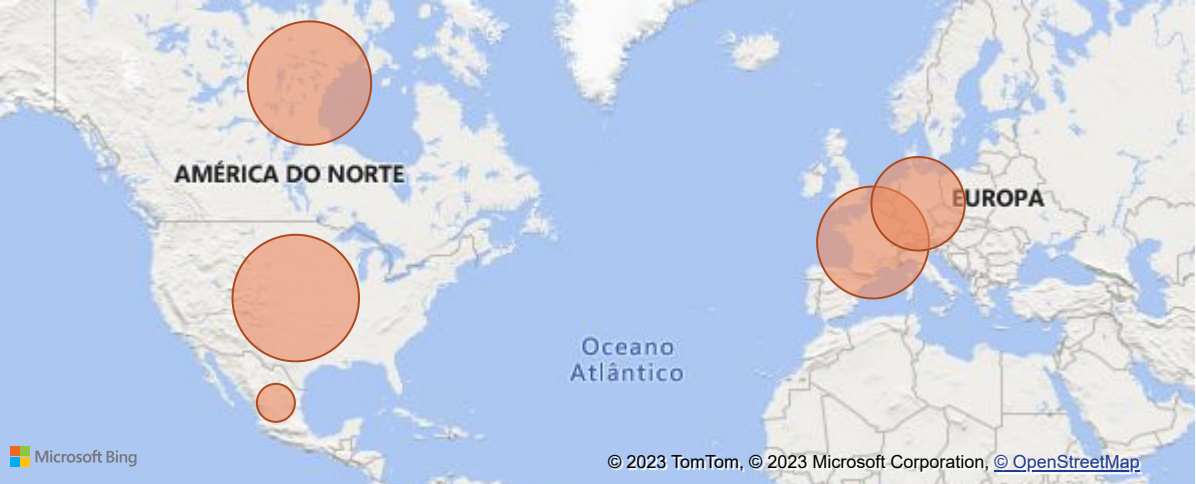 AMÉRICA DO NORTE
EUROPA
Oceano
Atlântico
Microsoft Bing
© 2023 TomTom, © 2023 Microsoft Corporation, © OpenStreetMap